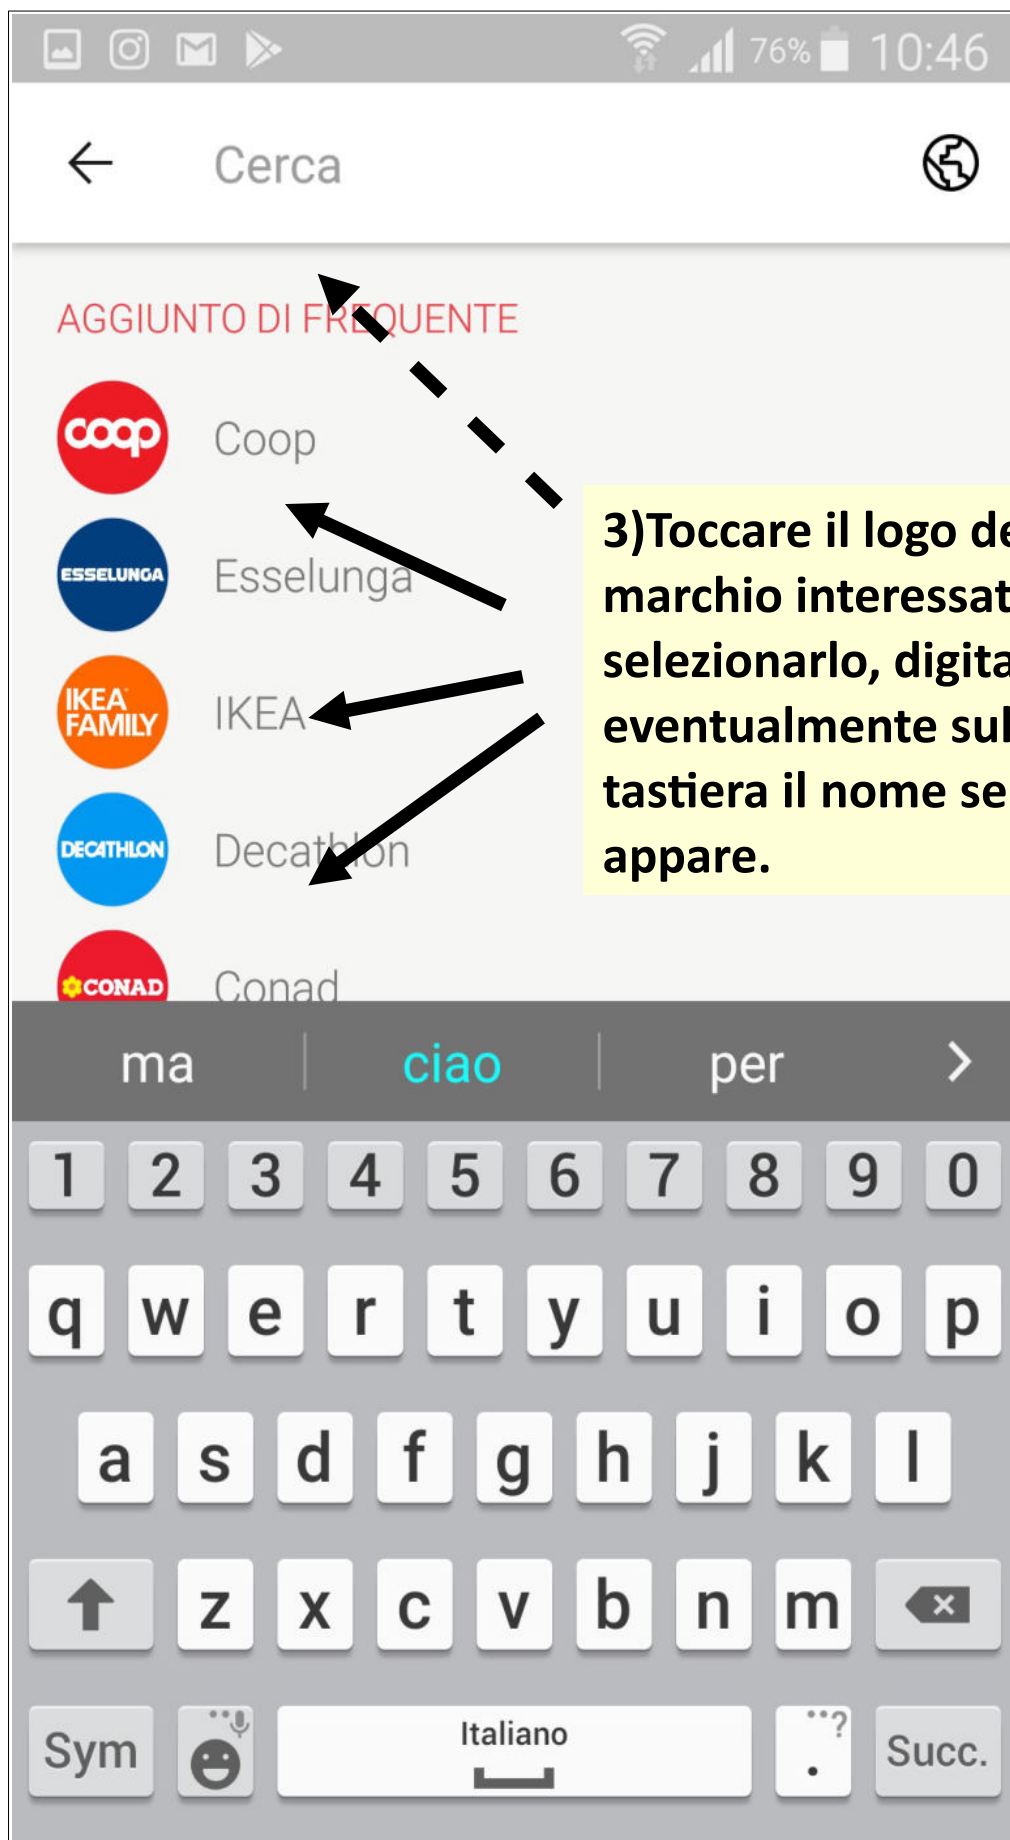 76% 10:46
Cerca
AGGIUNTO DI FREQUENTE
coop Coop
ESSELUNGA Esselunga
IKEA
FAMILY
IKEA
DECATHLON Decathlon
CONAD Conad
3)Toccare il logo de
marchio interessat
selezionarlo, digita
eventualmente sul
tastiera il nome se
appare.
ma ciao per
1 2 3 4 5 6 7 8 9 0
q w e r t y u i o p
a s d f g h j k l
z x c v b n m
Sym Italiano . ? Succ.